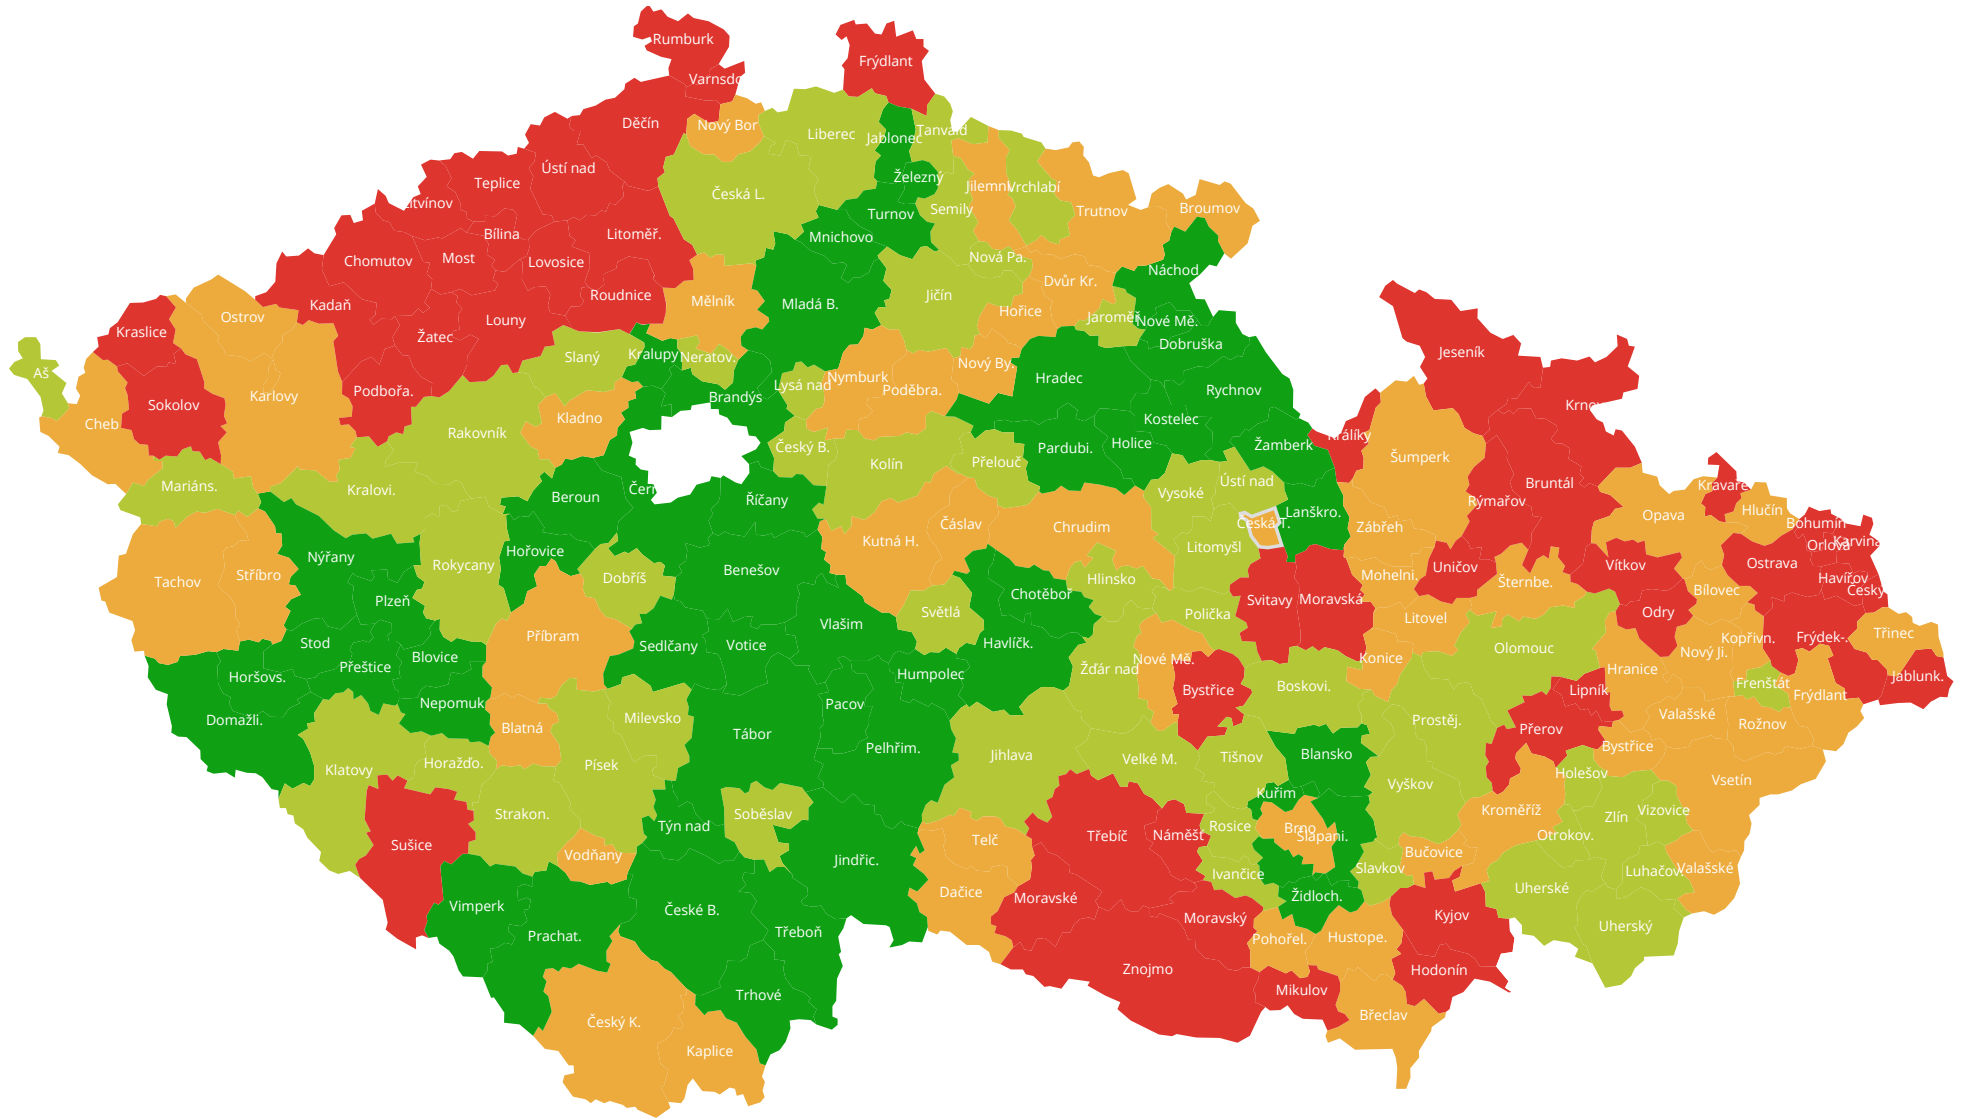 Rumburk
Varnsdo
Frýdlant
Děčín
Nový Bor
Liberec
Jablonec
Tanvald
Ústí nad
Teplice
Litvínov
Česká L.
Železný
Jilemni.
Vrchlabí
Semily
Turnov
Trutnov
Broumov
Bílina
Litoměř.
Mnichovo
Chomutov
Most
Lovosice
Nová Pa.
Náchod
Kadaň
Roudnice
Mělník
Mladá B.
Jičín
Dvůr Kr.
Hořice
Jaroměř
Nové Mě.
Kraslice
Ostrov
Žatec
Louny
Dobruška
Slaný
Kralupy
Neratov.
Jeseník
Aš
Nový By.
Nymburk
Poděbra.
Lysá nad
Hradec
Rychnov
Podbořa.
Karlovy
Sokolov
Brandýs
Krnov
Cheb
Kladno
Kostelec
Rakovník
Český B.
Pardubi.
Holice
Žamberk
Králíky
Šumperk
Kolín
Přelouč
Mariáns.
Kralovi.
Beroun
Čern
Říčany
Vysoké
Ústí nad
Bruntál
Rýmařov
Kravaře
Hlučín
Lanškro.
Opava
Bohumín
Čáslav
Chrudim
Česká T.
Zábřeh
Kutná H.
Litomyšl
Orlová
Karviná
Hořovice
Nýřany
Rokycany
Tachov
Stříbro
Dobříš
Benešov
Hlinsko
Mohelni.
Uničov
Šternbe.
Vítkov
Ostrava
Havířov
Český
Bílovec
Chotěboř
Plzeň
Světlá
Polička
Svitavy
Moravská
Litovel
Odry
Vlašim
Příbram
Sedlčany
Votice
Havlíčk.
Stod
Třinec
Kopřivn.
Frýdek-.
Nový Ji.
Olomouc
Blovice
Přeštice
Horšovs.
Humpolec
Žďár nad
Nové Mě.
Konice
Hranice
Jablunk.
Frenštát
Frýdlant
Bystřice
Boskovi.
Lipník
Nepomuk
Pacov
Domažli.
Milevsko
Blatná
Tábor
Pelhřim.
Prostěj.
Přerov
Valašské
Rožnov
Bystřice
Jihlava
Velké M.
Tišnov
Blansko
Klatovy
Horažďo.
Písek
Holešov
Vsetín
Vyškov
Kuřim
Strakon.
Soběslav
Týn nad
Kroměříž
Zlín
Vizovice
Rosice
Brno
Šlapani.
Otrokov.
Sušice
Vodňany
Telč
Třebíč
Náměšť
Jindřic.
Bučovice
Slavkov
Ivančice
Luhačov.
Valašské
Uherské
Dačice
Moravské
Židloch.
Vimperk
České B.
Moravský
Kyjov
Uherský
Prachat.
Třeboň
Pohořel.
Hustope.
Znojmo
Hodonín
Trhové
Mikulov
Český K.
Břeclav
Kaplice